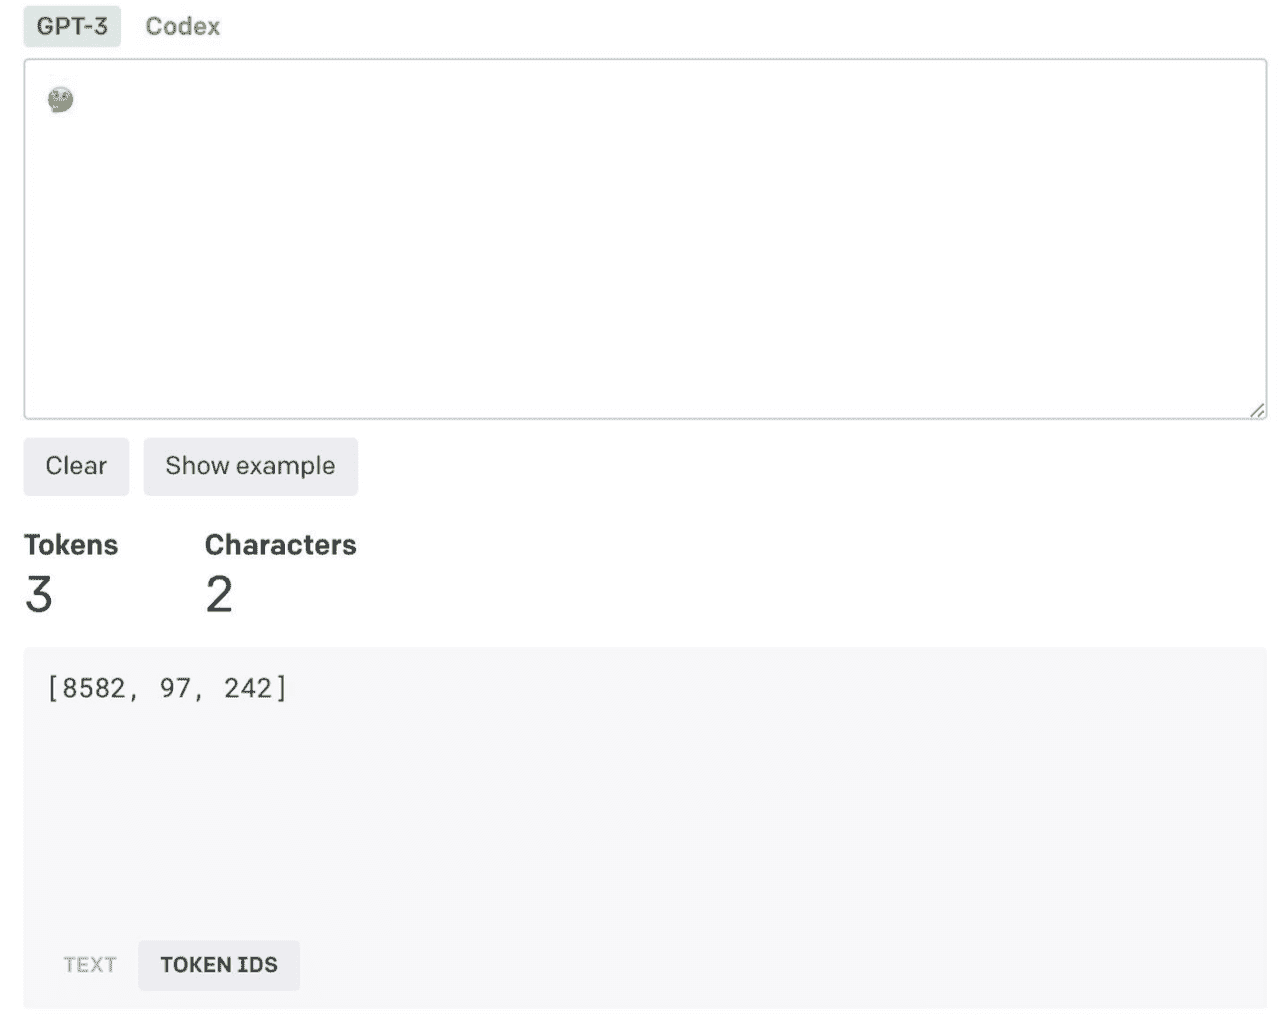 GPT-3 Codex
🤔
Clear Show example
Tokens Characters
3 2
[8582, 97, 242]
TEXT TOKEN IDS